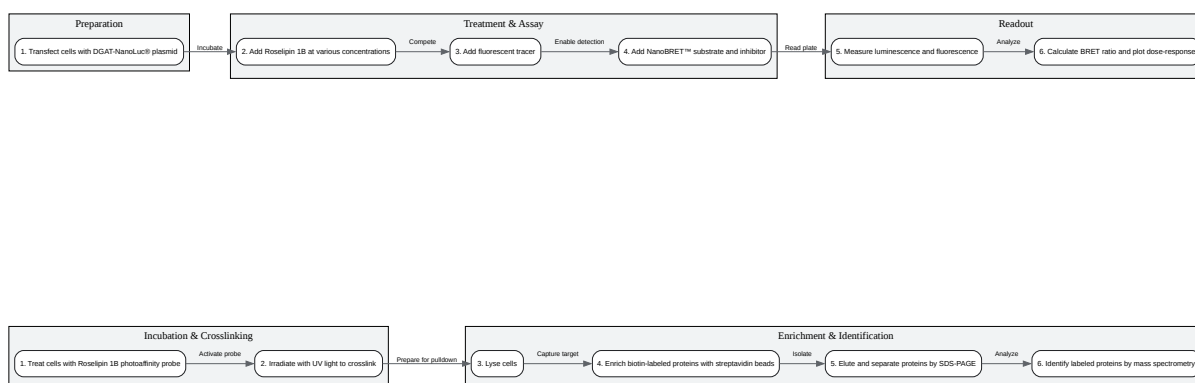 Preparation
Treatment & Assay
Readout
1. Transfect cells with DGAT-NanoLuc® plasmid
Incubate
2. Add Roselipin 1B at various concentrations
Compete
3. Add fluorescent tracer
Enable detection
4. Add NanoBRET™ substrate and inhibitor
Read plate
5. Measure luminescence and fluorescence
Analyze
6. Calculate BRET ratio and plot dose-response
Incubation & Crosslinking
Enrichment & Identification
1. Treat cells with Roselipin 1B photoaffinity probe
Activate probe
2. Irradiate with UV light to crosslink
Prepare for pulldown
3. Lyse cells
Capture target
4. Enrich biotin-labeled proteins with streptavidin beads
Isolate
5. Elute and separate proteins by SDS-PAGE
Analyze
6. Identify labeled proteins by mass spectrometry